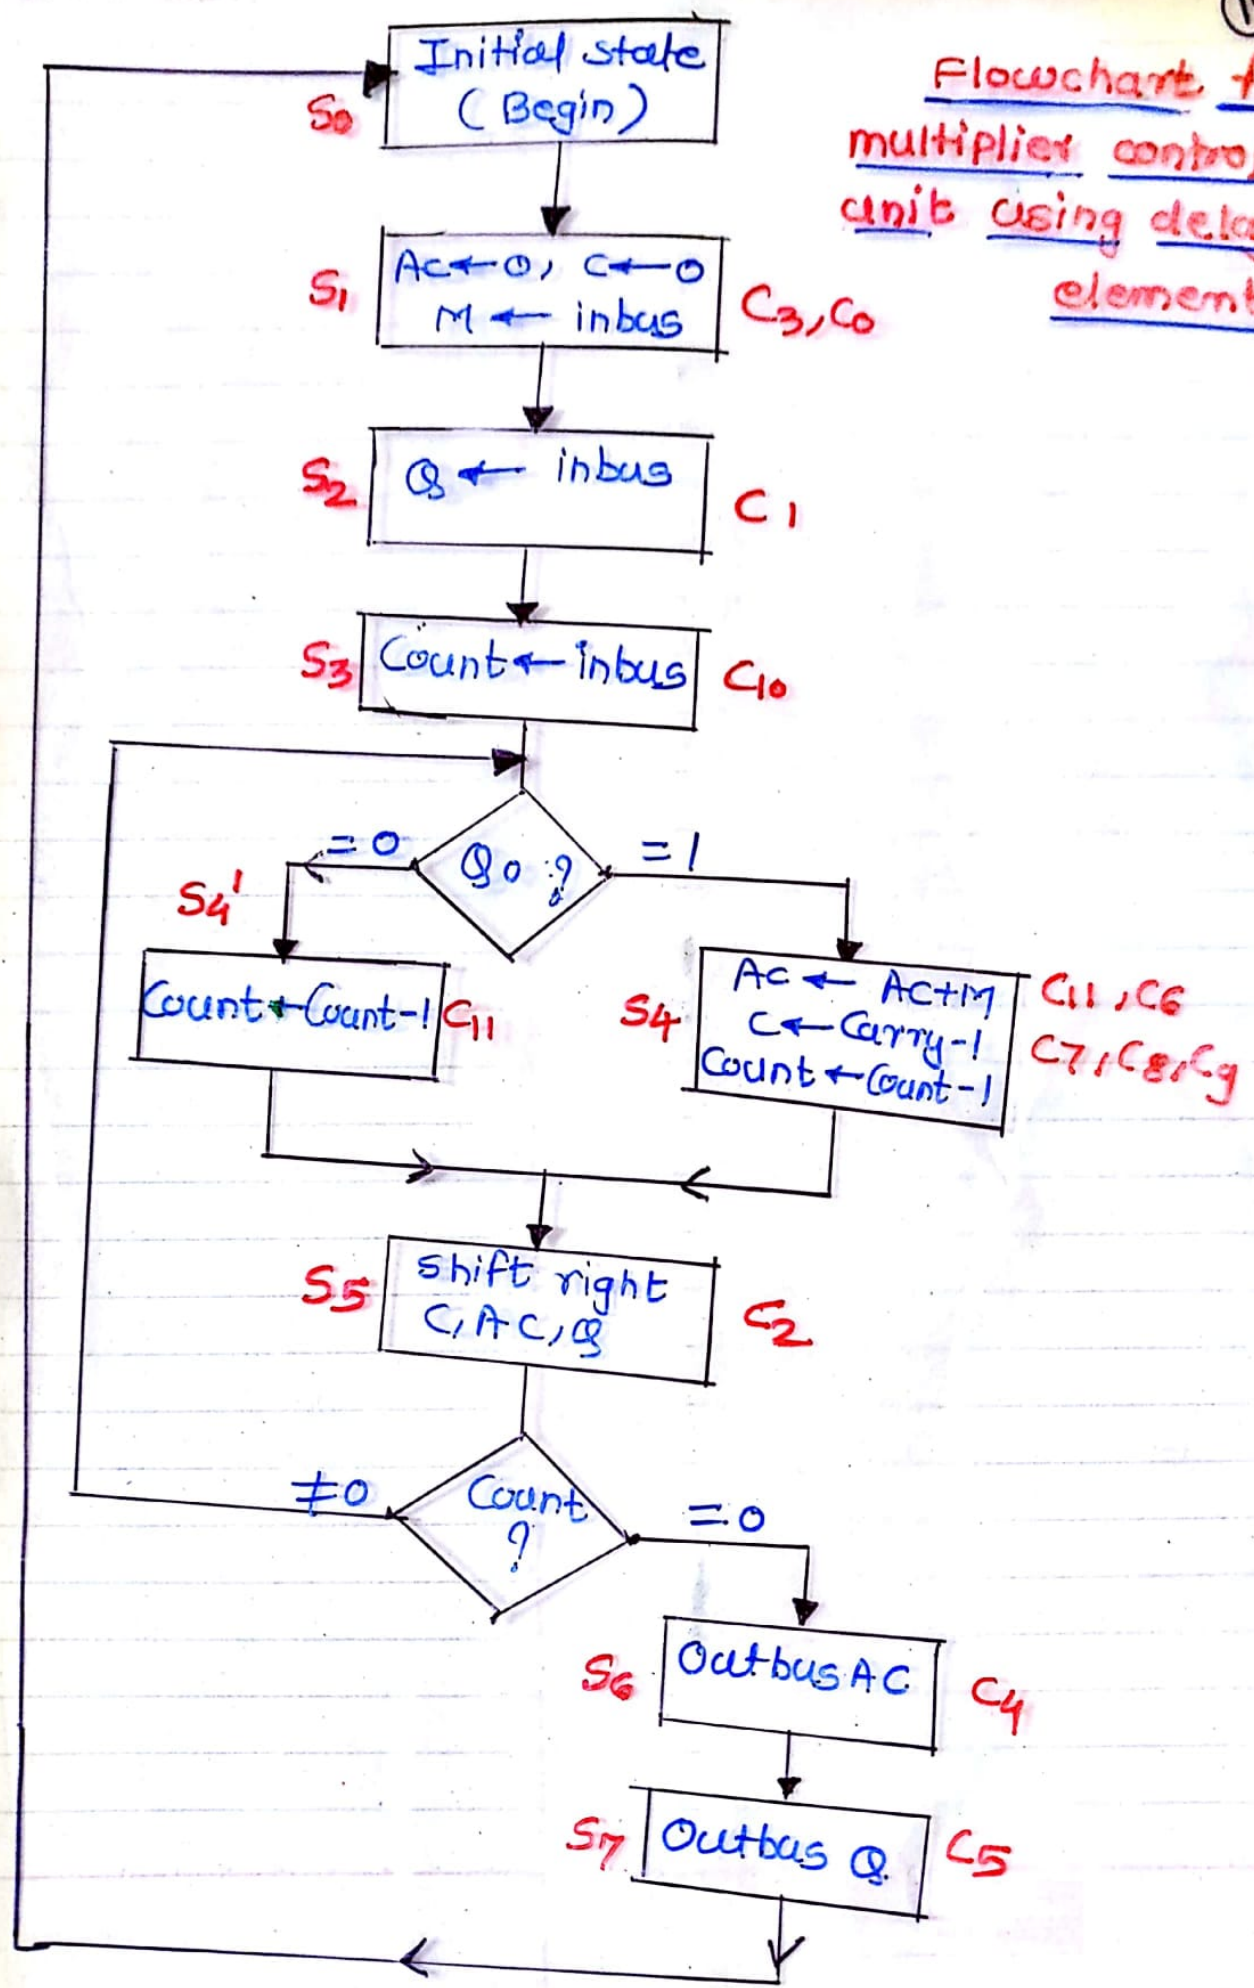 Flowchart
multiplier
unit using
element
Initial state
(Begin)
S0
AC ← 0, C ← 0
M ← inbus
S1
C3, C0
Q ← inbus
S2
C1
Count ← inbus
S3
C10
Q0 ?
= 0
= 1
S4'
Count ← Count-1
C11
S4
AC ← AC+M
C ← Carry-1
Count ← Count-1
C11, C6
C7, C8, C9
S5
shift right
C, AC, Q
C2
Count
?
≠0
= 0
S6
Outbus AC
C4
S7
Outbus Q
C5